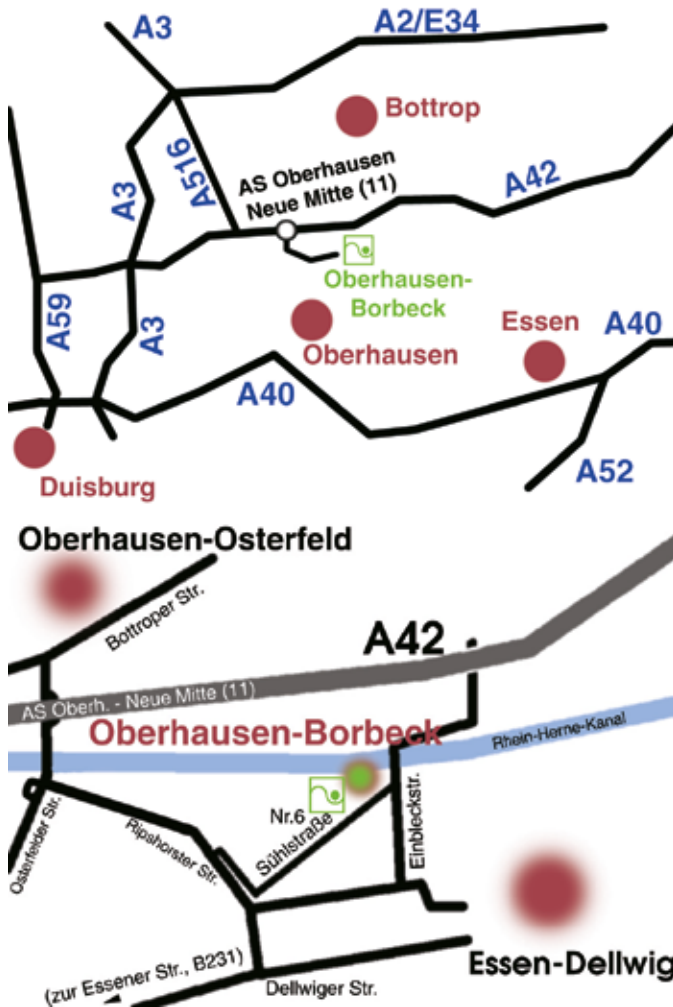 A3
A2/E34
Bottrop
A516
AS Oberhausen
Neue Mitte (11)
A42
A3
Oberhausen-
Borbeck
A59
A3
Essen
A40
Oberhausen
A40
A52
Duisburg
Oberhausen-Osterfeld
Bottroper Str.
A42
AS Oberh. - Neue Mitte (11)
Oberhausen-Borbeck
Rhein-Herne-Kanal
Osterfelder Str.
Ripshorster Str.
Nr.6
Sühlstraße
Einbleckstr.
Essen-Dellwig
(zur Essener Str., B231)
Dellwiger Str.